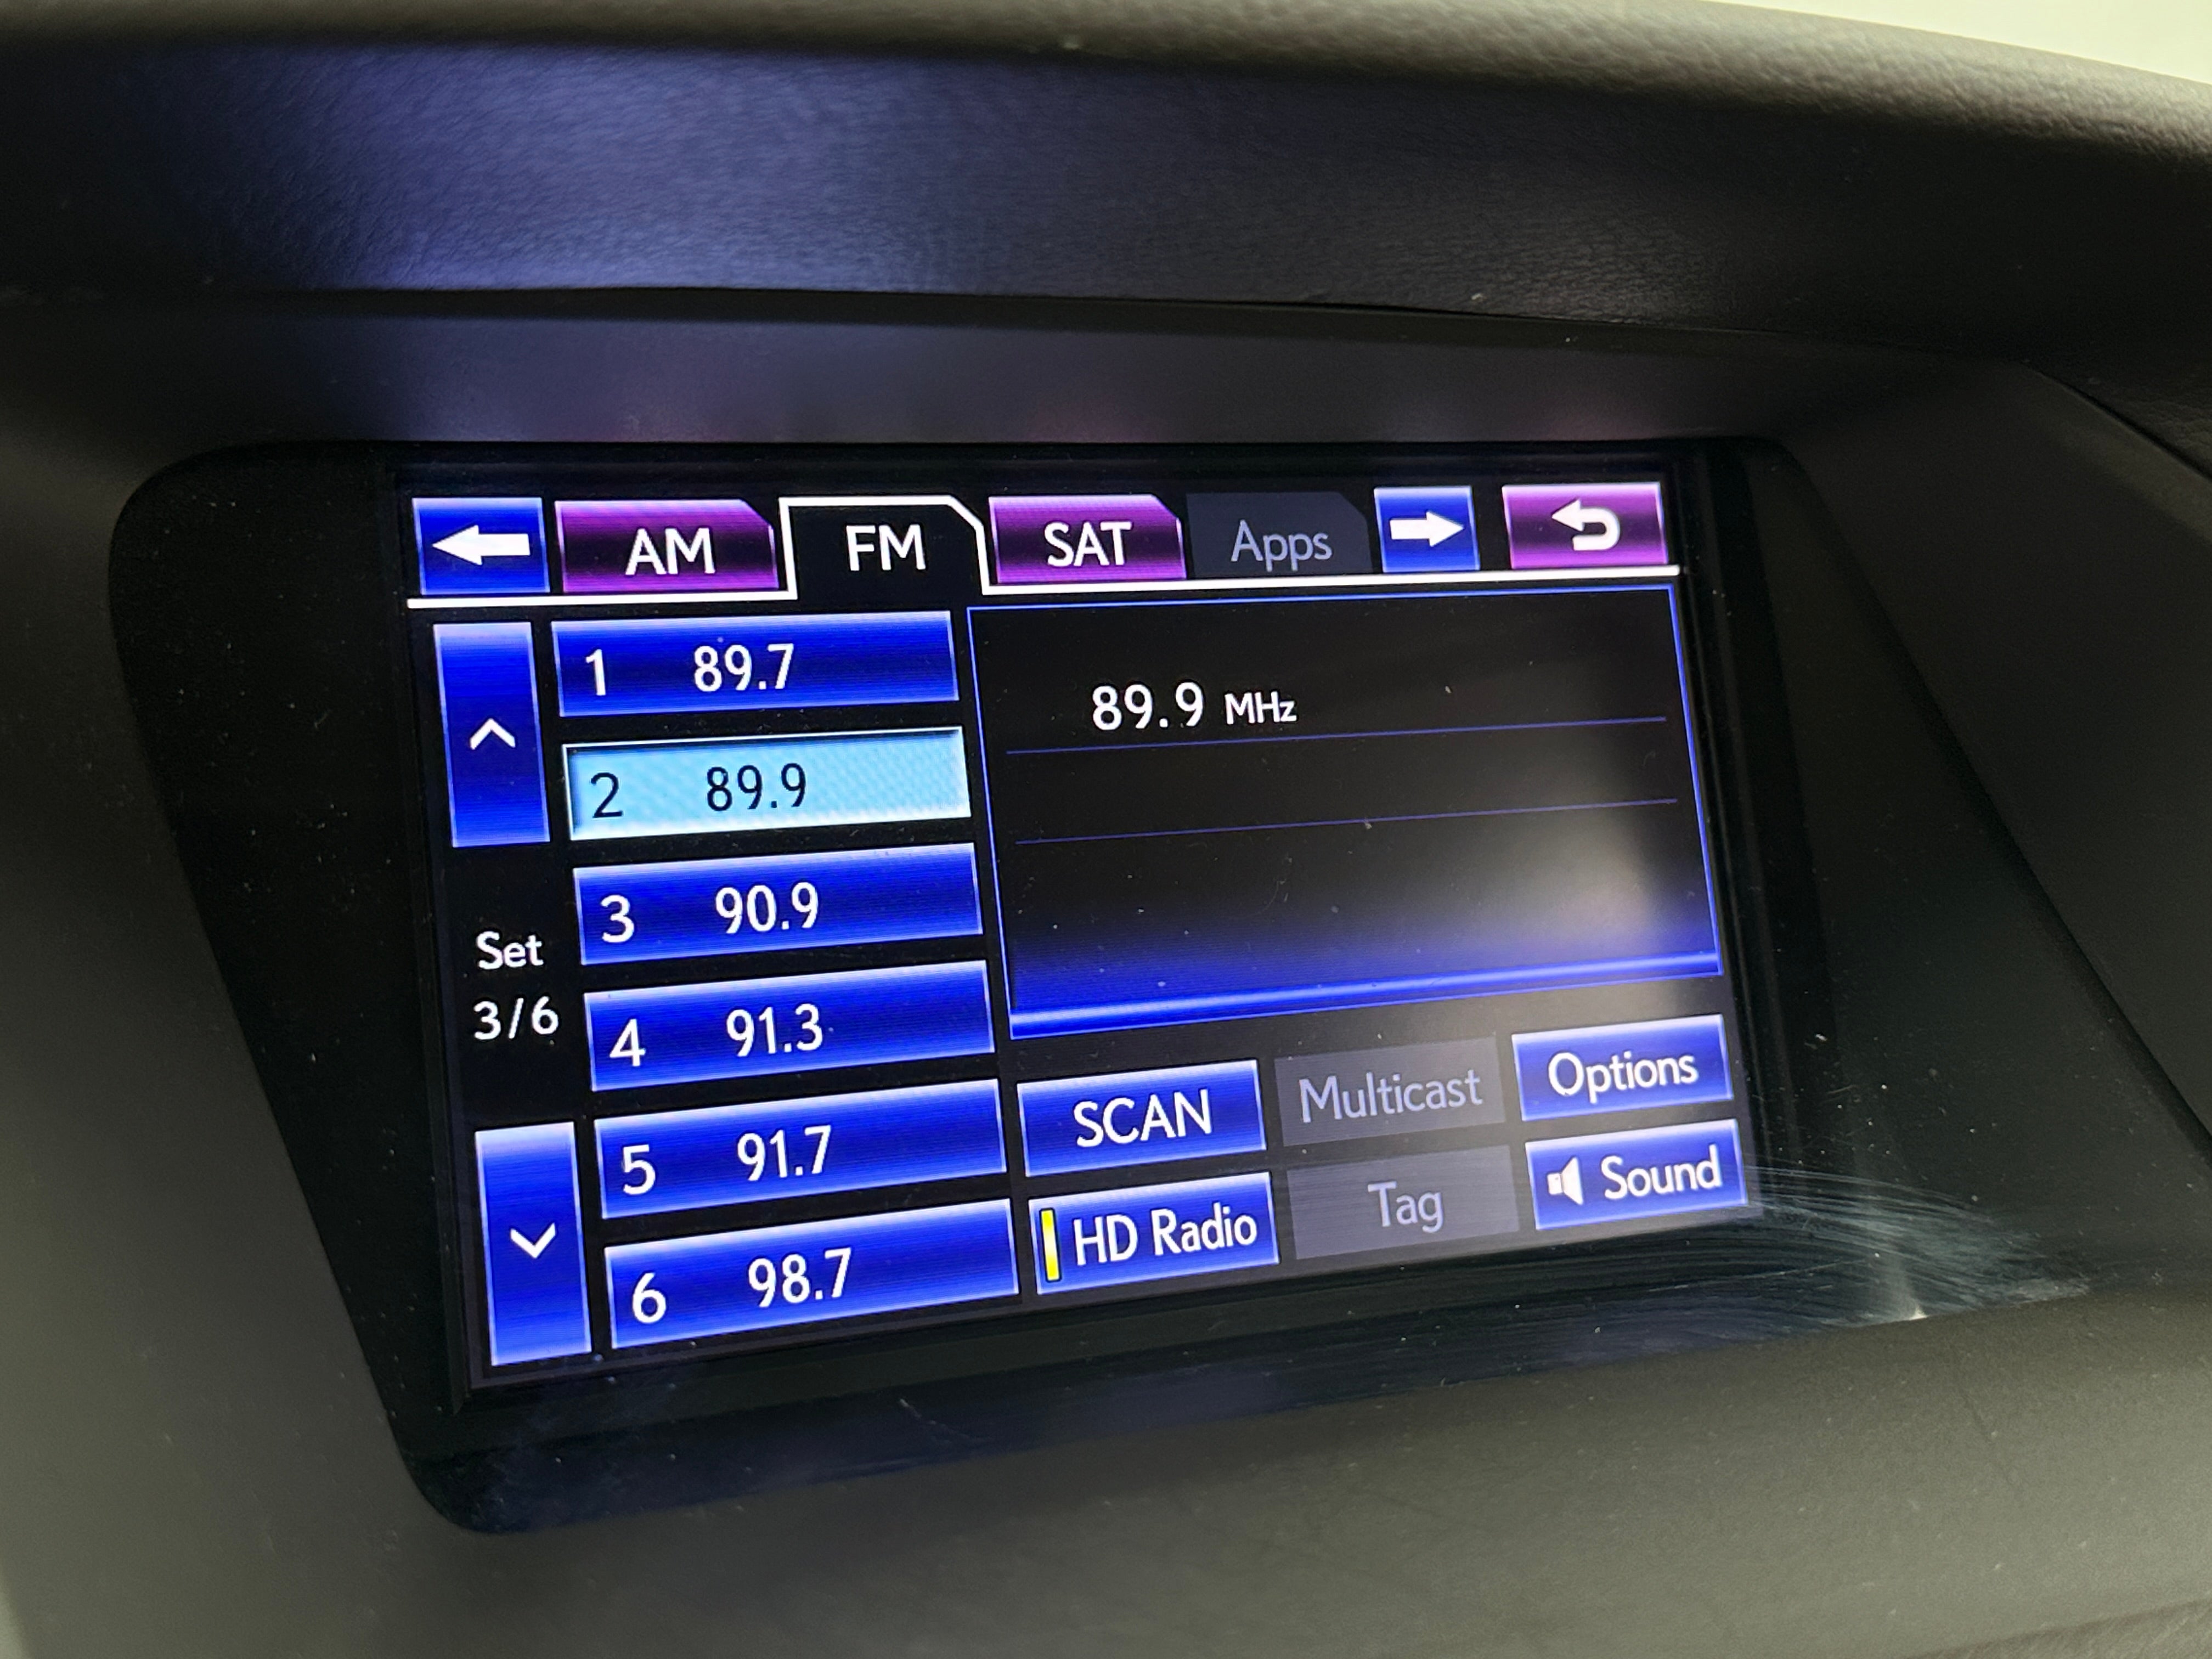 AM FM SAT Apps
1 89.7
2 89.9
3 90.9
4 91.3
5 91.7
6 98.7
Set
3/6
89.9 MHz
SCAN Multicast Options
HD Radio Tag Sound